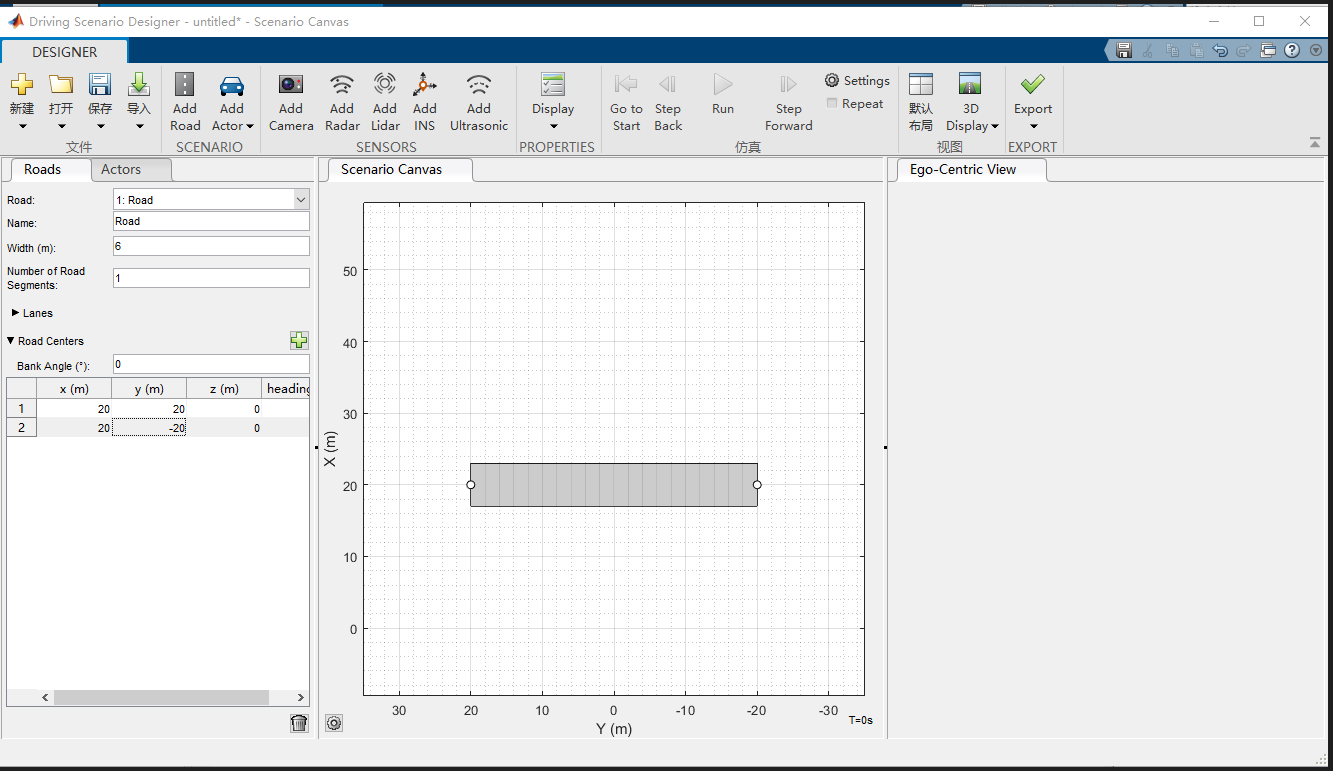 Driving Scenario Designer - untitled* - Scenario Canvas
DESIGNER
新建
打开
保存
导入
文件
Add Road
Add Actor
SCENARIO
Add Camera
Add Radar
Add Lidar
Add INS
Add Ultrasonic
SENSORS
Display
PROPERTIES
Go to Start
Step Back
Run
Step Forward
Settings
Repeat
仿真
默认布局
3D Display
视图
Export
EXPORT
Roads
Actors
Road:
1: Road
Name:
Road
Width (m):
6
Number of Road
Segments:
1
Lanes
Road Centers
Bank Angle (°):
0
x (m) y (m) z (m) heading
1 20 20 0
2 20 -20 0
Scenario Canvas
50
40
30
20
10
0
X (m)
30 20 10 0 -10 -20 -30
Y (m)
T=0s
Ego-Centric View